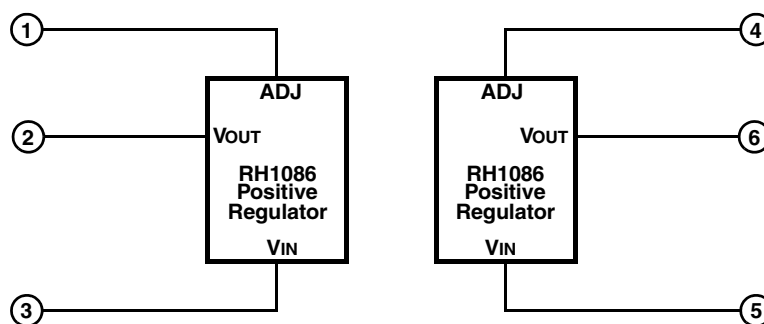 1
4
ADJ
ADJ
2
VOUT
VOUT
6
RH1086
Positive
Regulator
RH1086
Positive
Regulator
VIN
VIN
3
5